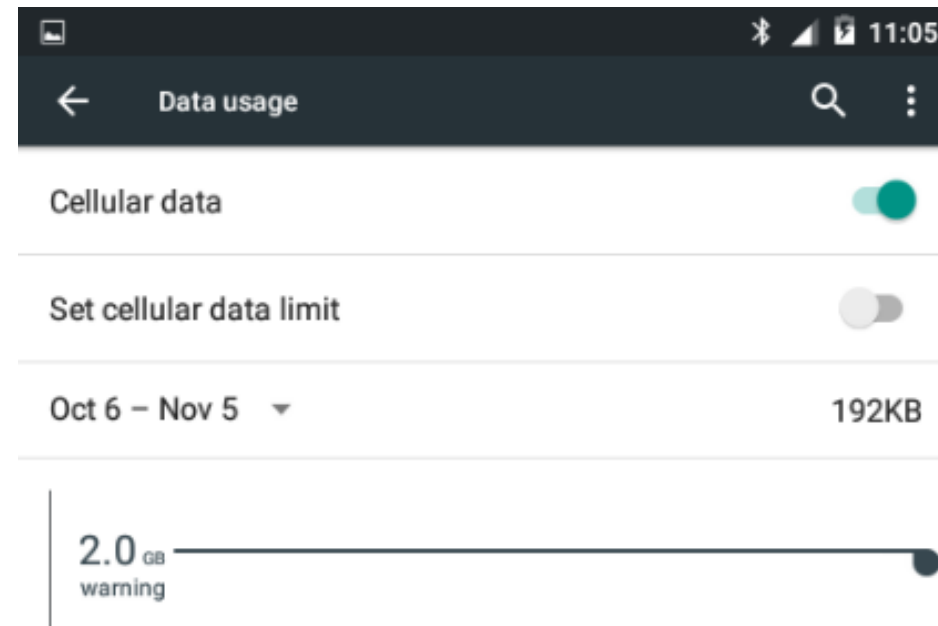 11:05
Data usage
Cellular data
Set cellular data limit
Oct 6 – Nov 5 192KB
2.0 GB
warning